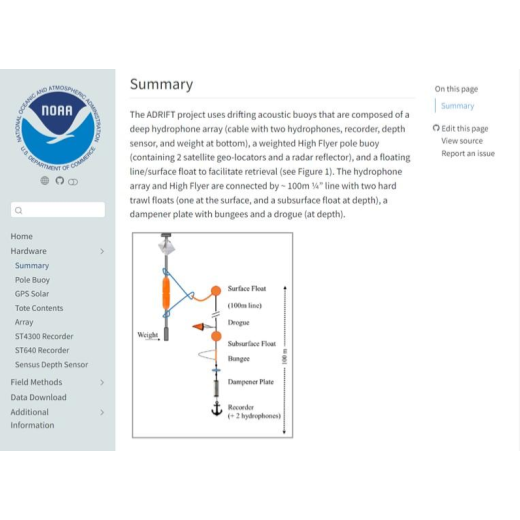 NATIONAL OCEANIC AND ATMOSPHERIC ADMINISTRATION
NOAA
U.S. DEPARTMENT OF COMMERCE
Home
Hardware
Summary
Pole Buoy
GPS Solar
Tote Contents
Array
ST4300 Recorder
ST640 Recorder
Sensus Depth Sensor
Field Methods
Data Download
Additional
Information
Summary
The ADRIFT project uses drifting acoustic buoys that are composed of a
deep hydrophone array (cable with two hydrophones, recorder, depth
sensor, and weight at bottom), a weighted High Flyer pole buoy
(containing 2 satellite geo-locators and a radar reflector), and a floating
line/surface float to facilitate retrieval (see Figure 1). The hydrophone
array and High Flyer are connected by ~ 100m ¼” line with two hard
trawl floats (one at the surface, and a subsurface float at depth), a
dampener plate with bungees and a drogue (at depth).
Surface Float
(100m line)
Drogue
Weight
Subsurface Float
Bungee
100 m
Dampener Plate
Recorder
(+ 2 hydrophones)
On this page
Summary
Edit this page
View source
Report an issue